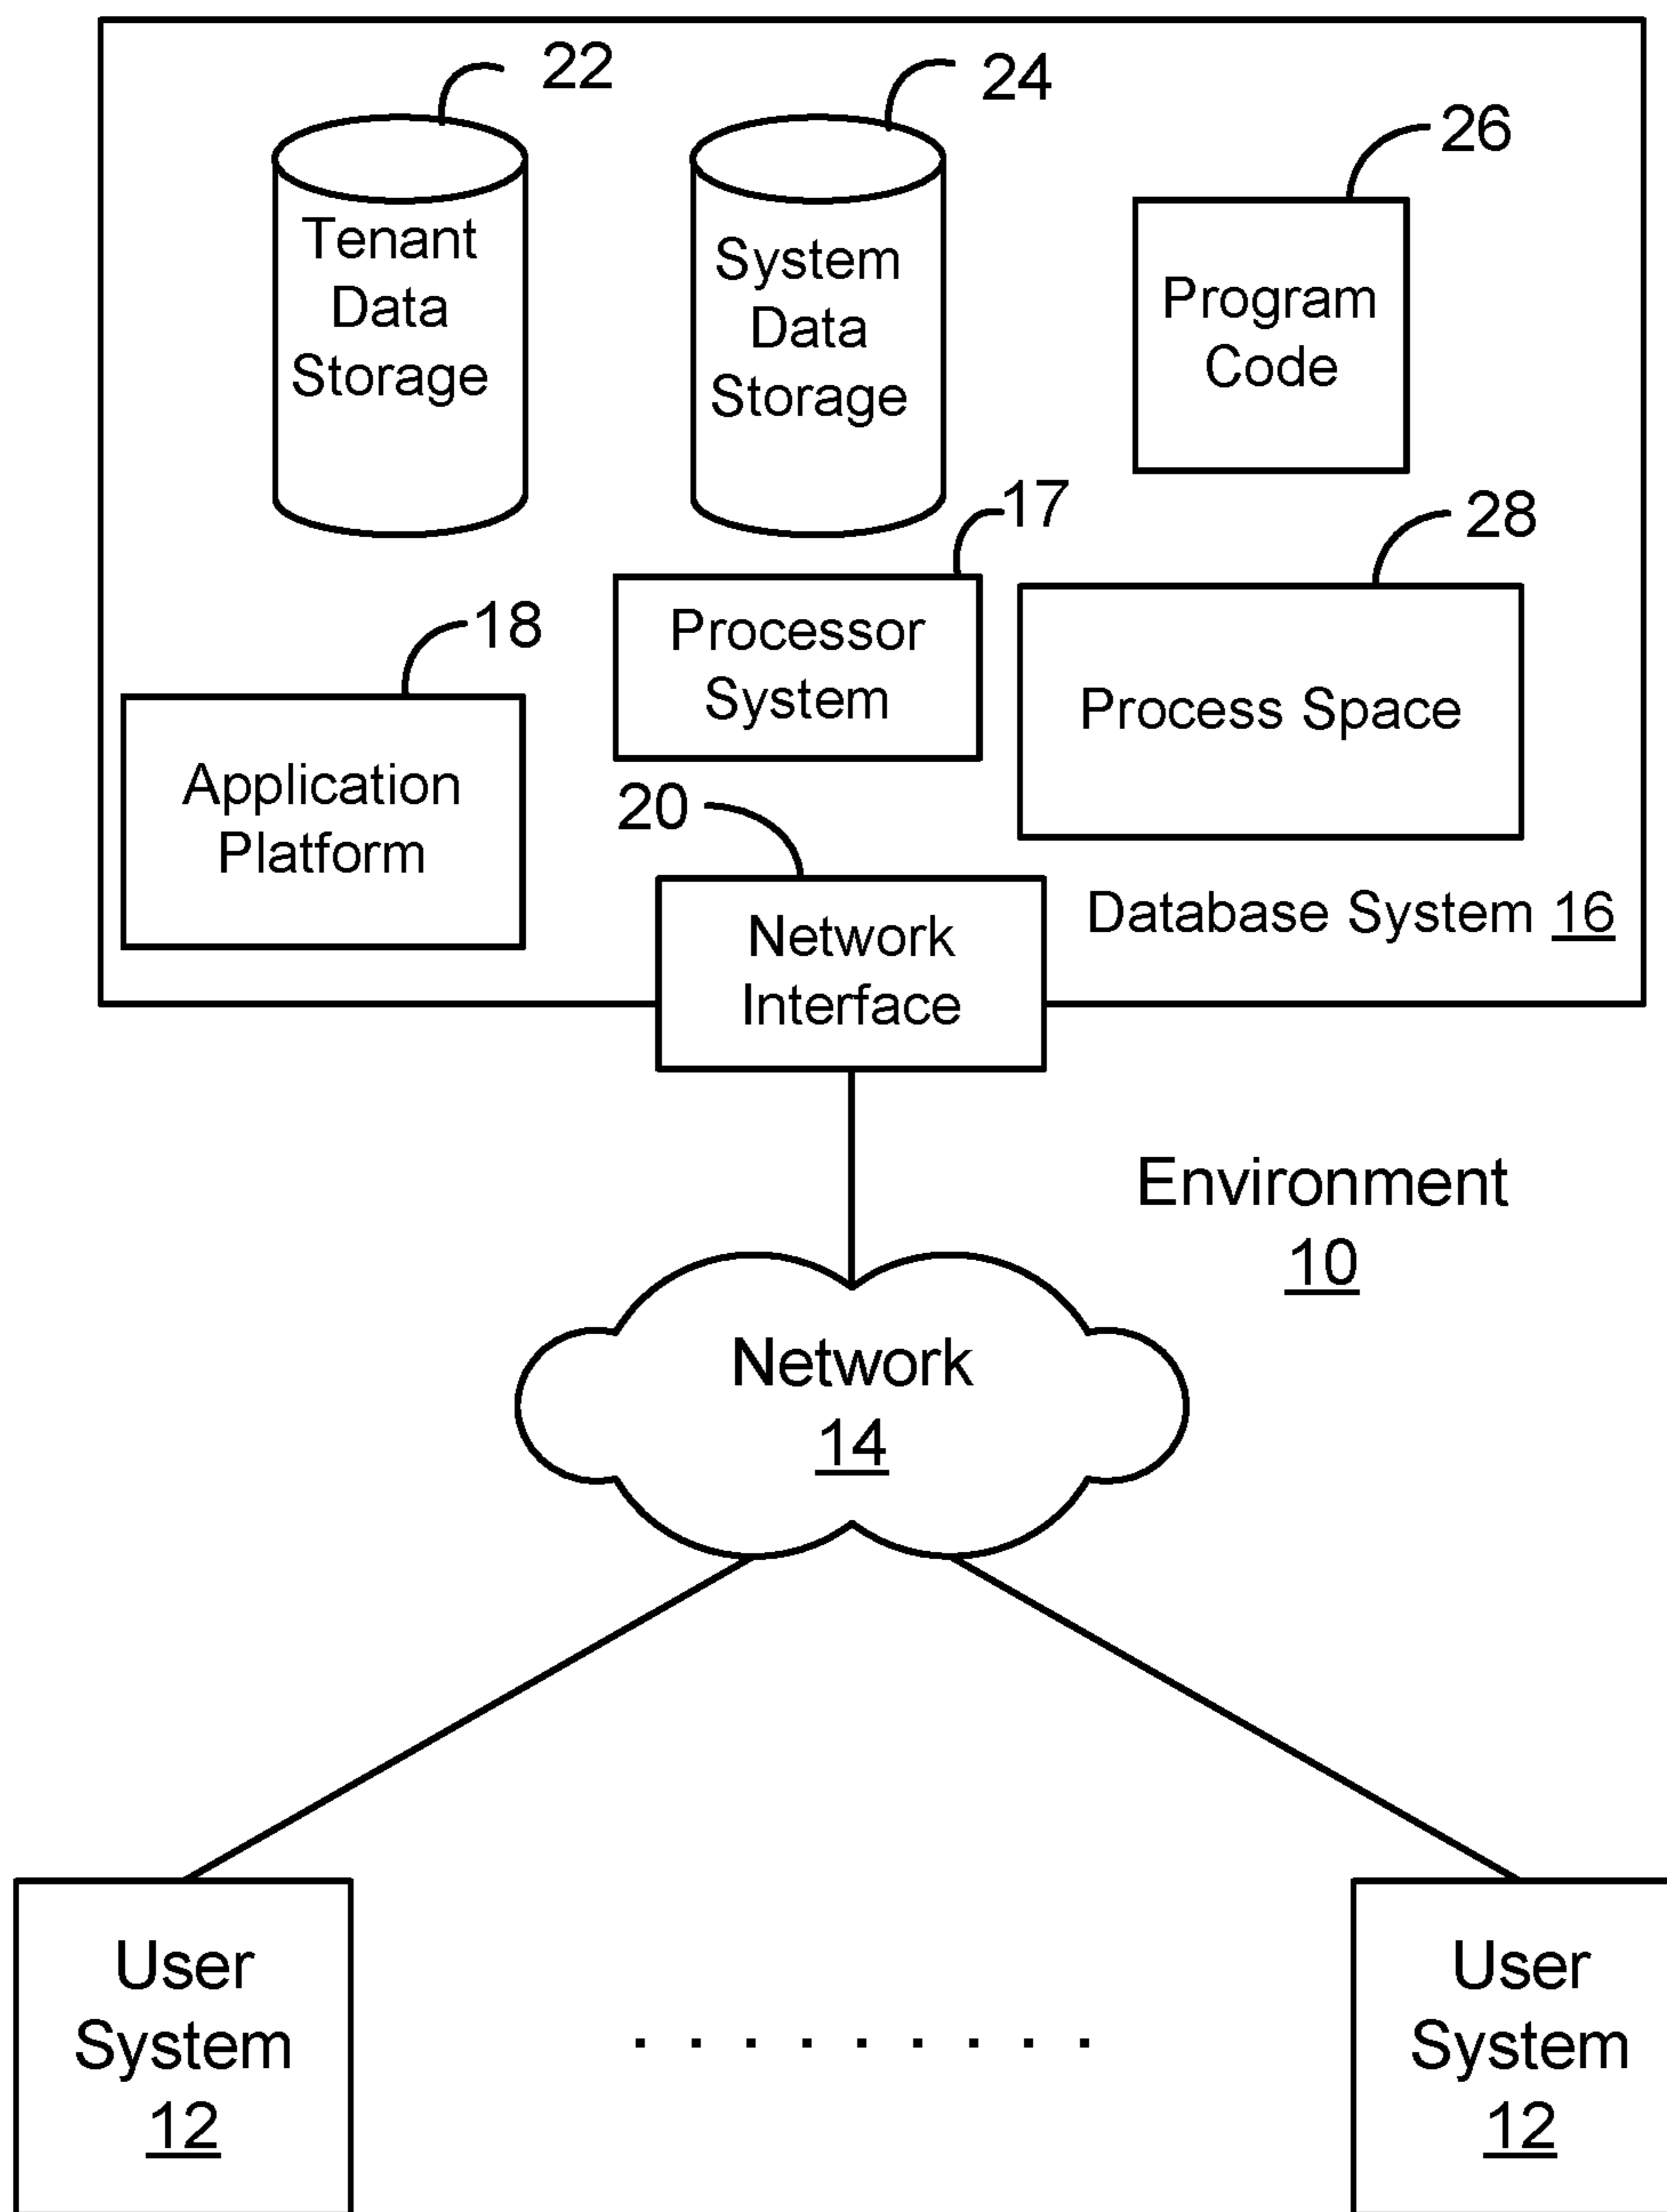 22
24
26
Tenant
Data
Storage
System
Data
Storage
Program
Code
17
28
18
Processor
System
Process Space
Application
Platform
20
Network
Interface
Database System 16
Environment
10
Network
14
User
System
12
. . . . . . . . .
User
System
12